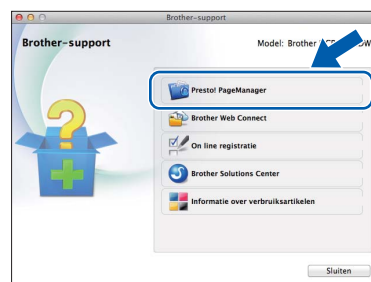 Brother-support
Brother-support
Model: Brother
Presto! PageManager
Brother Web Connect
On line registratie
Brother Solutions Center
Informatie over verbruiksartikelen
Sluiten